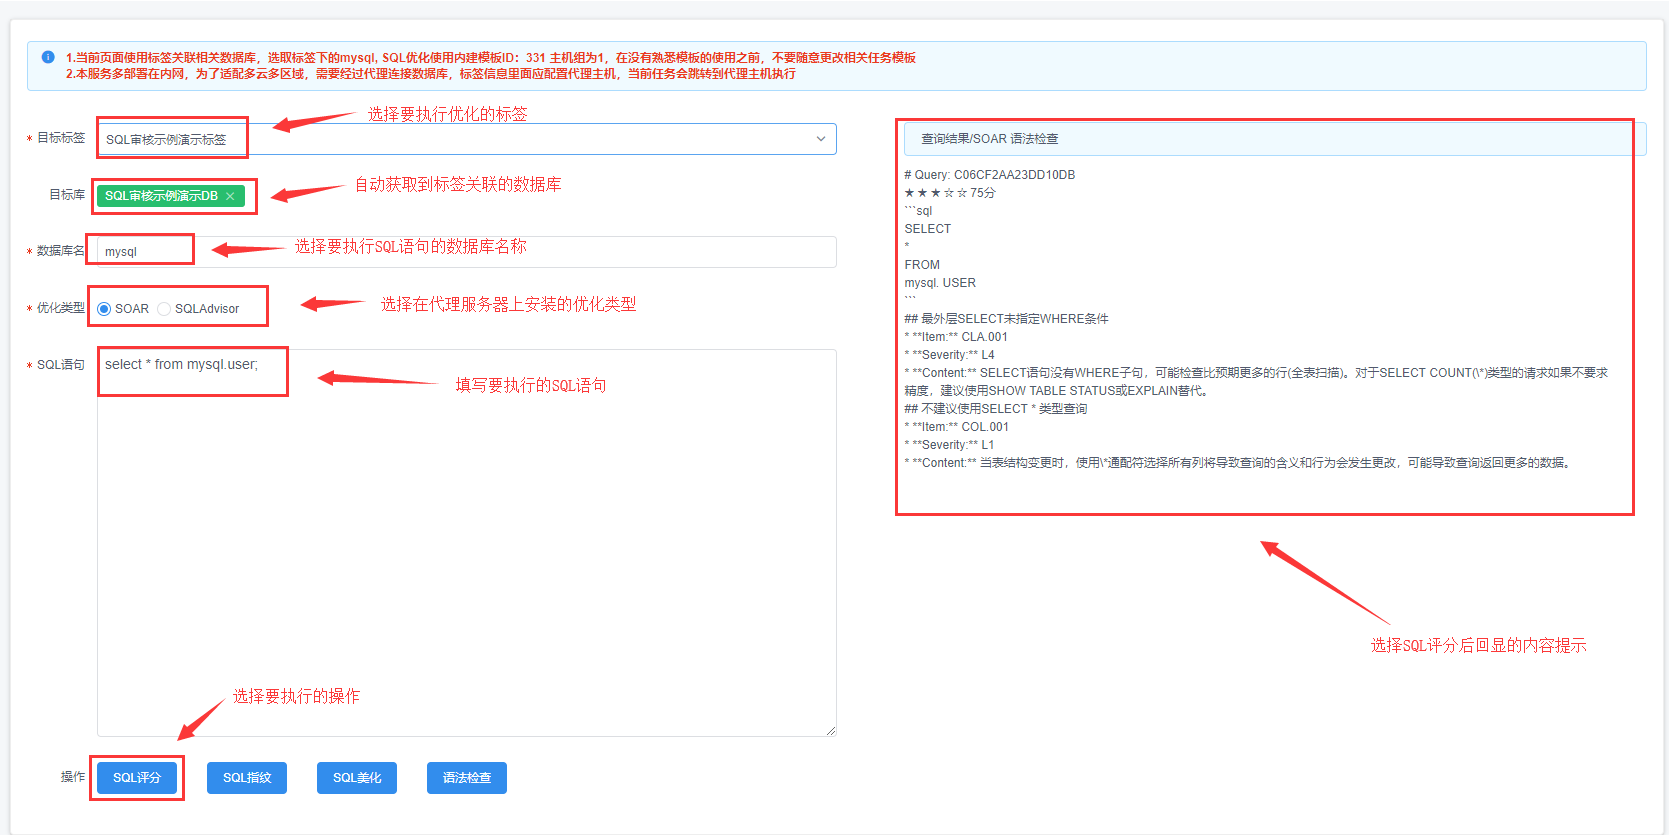 1.当前页面使用标签关联相关数据库，选取标签下的mysql, SQL优化使用内建模板ID：331 主机组为1，在没有熟悉模板的使用之前，不要随意更改相关任务模板
2.本服务多部署在内网，为了适配多云多区域，需要经过代理连接数据库，标签信息里面应配置代理主机，当前任务会跳转到代理主机执行
选择要执行优化的标签
* 目标标签
SQL审核示例演示标签
自动获取到标签关联的数据库
目标库
SQL审核示例演示DB ×
* 数据库名
mysql
选择要执行SQL语句的数据库名称
* 优化类型
SOAR
SQLAdvisor
选择在代理服务器上安装的优化类型
* SQL语句
select * from mysql.user;
填写要执行的SQL语句
选择要执行的操作
操作
SQL评分
SQL指纹
SQL美化
语法检查
查询结果/SOAR 语法检查
# Query: C06CF2AA23DD10DB
★ ★ ★ ☆ ☆ 75分
```sql
SELECT
*
FROM
mysql. USER
```
## 最外层SELECT未指定WHERE条件
* **Item:** CLA.001
* **Severity:** L4
* **Content:** SELECT语句没有WHERE子句，可能检查比预期更多的行(全表扫描)。对于SELECT COUNT(\*)类型的请求如果不要求
精度，建议使用SHOW TABLE STATUS或EXPLAIN替代。
## 不建议使用SELECT * 类型查询
* **Item:** COL.001
* **Severity:** L1
* **Content:** 当表结构变更时，使用\*通配符选择所有列将导致查询的含义和行为会发生更改，可能导致查询返回更多的数据。
选择SQL评分后回显的内容提示